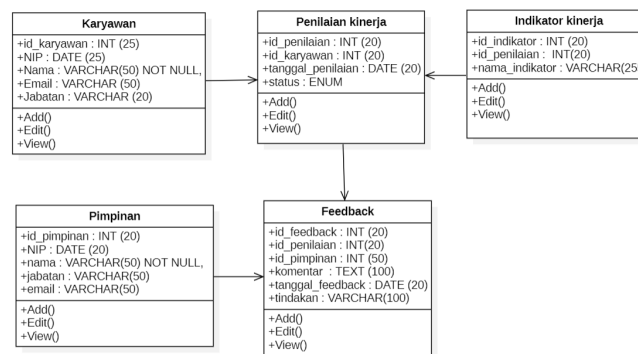 Karyawan
+id_karyawan : INT (25)
+NIP : DATE (25)
+Nama : VARCHAR(50) NOT NULL,
+Email : VARCHAR (50)
+Jabatan : VARCHAR (20)
+Add()
+Edit()
+View()
Penilaian kinerja
+id_penilaian : INT (20)
+id_karyawan : INT (20)
+tanggal_penilaian : DATE (20)
+status : ENUM
+Add()
+Edit()
+View()
Indikator kinerja
+id_indikator : INT (20)
+id_penilaian : INT(20)
+nama_indikator : VARCHAR(25
+Add()
+Edit()
+View()
Pimpinan
+id_pimpinan : INT (20)
+NIP : DATE (20)
+nama : VARCHAR(50) NOT NULL,
+jabatan : VARCHAR(50)
+email : VARCHAR(50)
+Add()
+Edit()
+View()
Feedback
+id_feedback : INT (20)
+id_penilaian : INT(20)
+id_pimpinan : INT (50)
+komentar : TEXT (100)
+tanggal_feedback : DATE (20)
+tindakan : VARCHAR(100)
+Add()
+Edit()
+View()